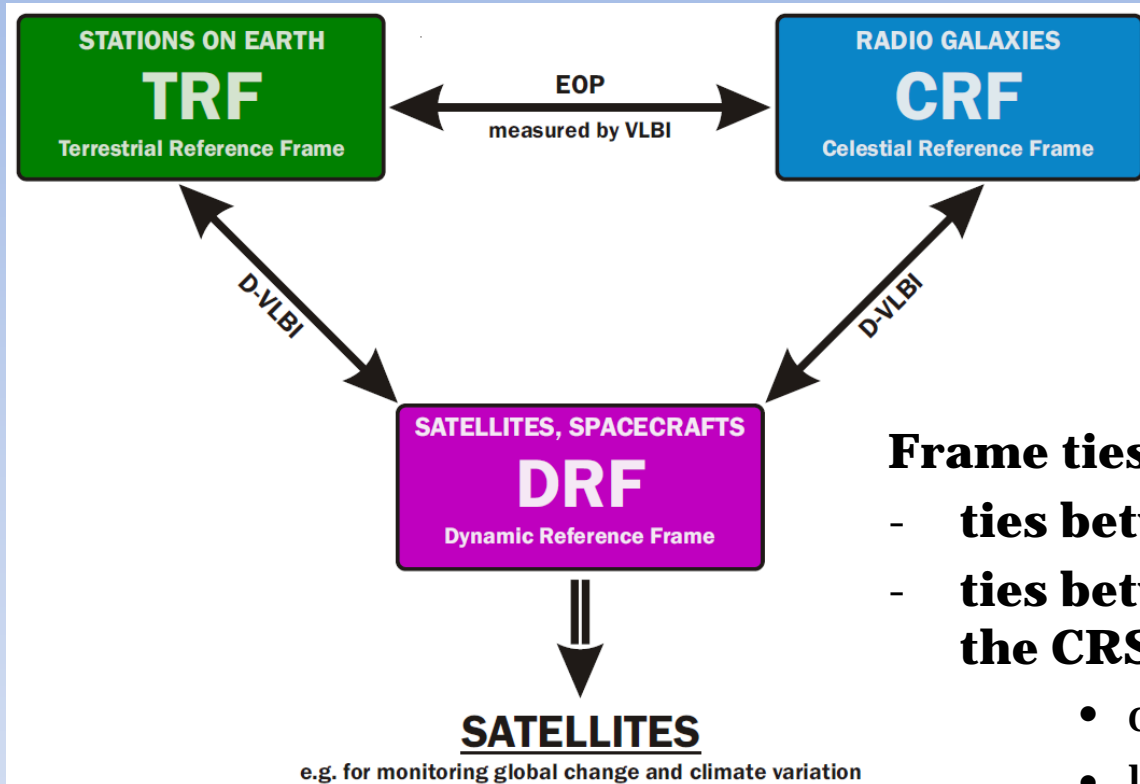 STATIONS ON EARTH
TRF
Terrestrial Reference Frame
EOP
measured by VLBI
RADIO GALAXIES
CRF
Celestial Reference Frame
D-VLBI
D-VLBI
SATELLITES, SPACECRAFTS
DRF
Dynamic Reference Frame
SATELLITES
e.g. for monitoring global change and climate variation
Frame ties
- ties
- ties
the CRS